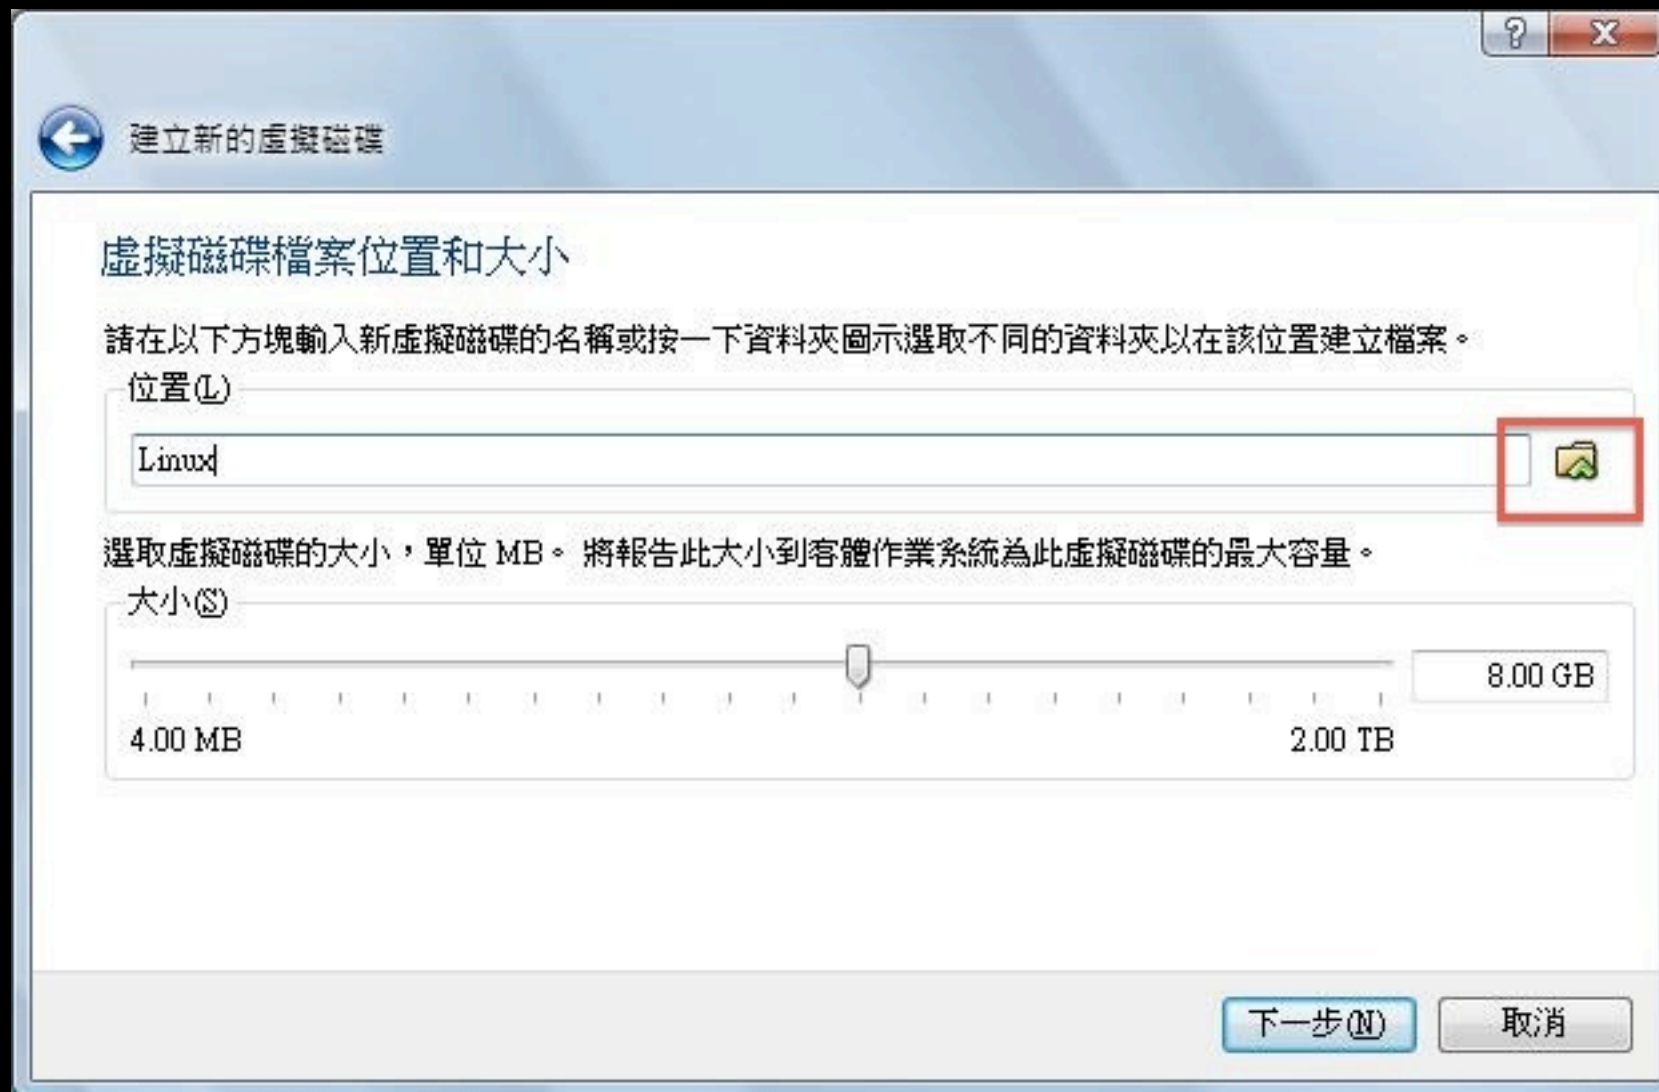 建立新的虛擬磁碟
虛擬磁碟檔案位置和大小
請在以下方塊輸入新虛擬磁碟的名稱或按一下資料夾圖示選取不同的資料夾以在該位置建立檔案。
位置(L)
Linux
選取虛擬磁碟的大小，單位 MB。 將報告此大小到客體作業系統為此虛擬磁碟的最大容量。
大小(S)
8.00 GB
4.00 MB 2.00 TB
下一步(N) 取消